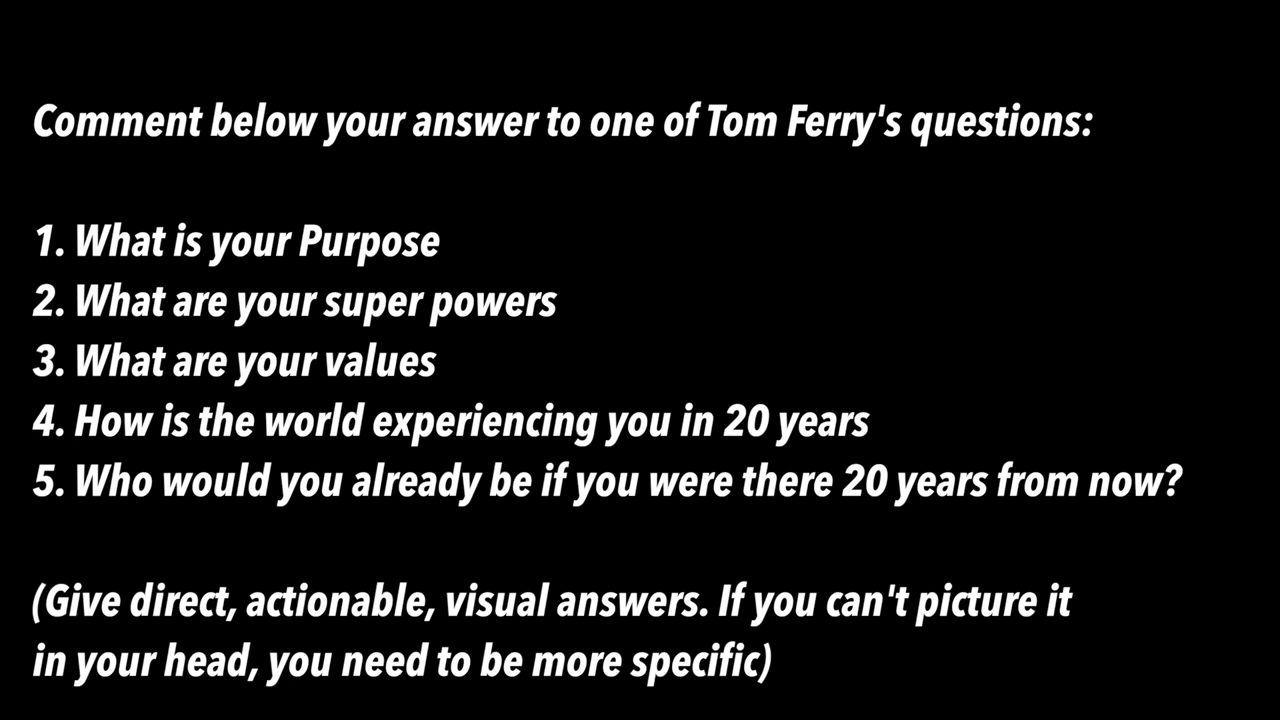 Comment below your answer to one of Tom Ferry's questions:
1. What is your Purpose
2. What are your super powers
3. What are your values
4. How is the world experiencing you in 20 years
5. Who would you already be if you were there 20 years from now?
(Give direct, actionable, visual answers. If you can't picture it
in your head, you need to be more specific)